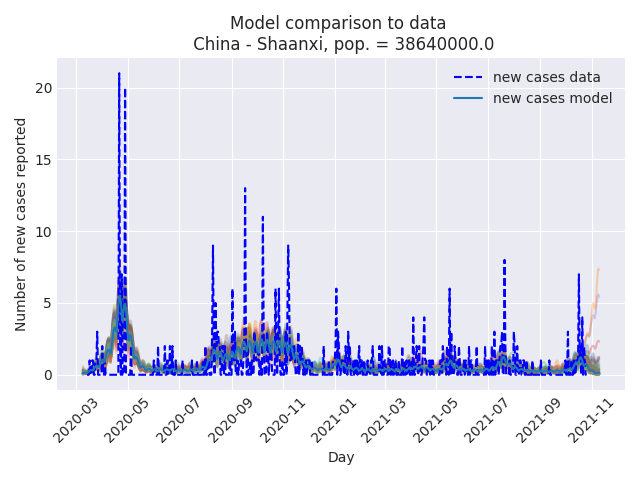 Model comparison to data
China - Shaanxi, pop. = 38640000.0
new cases data
new cases model
Number of new cases reported
20
15
10
5
0
2020-03
2020-05
2020-07
2020-09
2020-11
2021-01
2021-03
2021-05
2021-07
2021-09
2021-11
Day